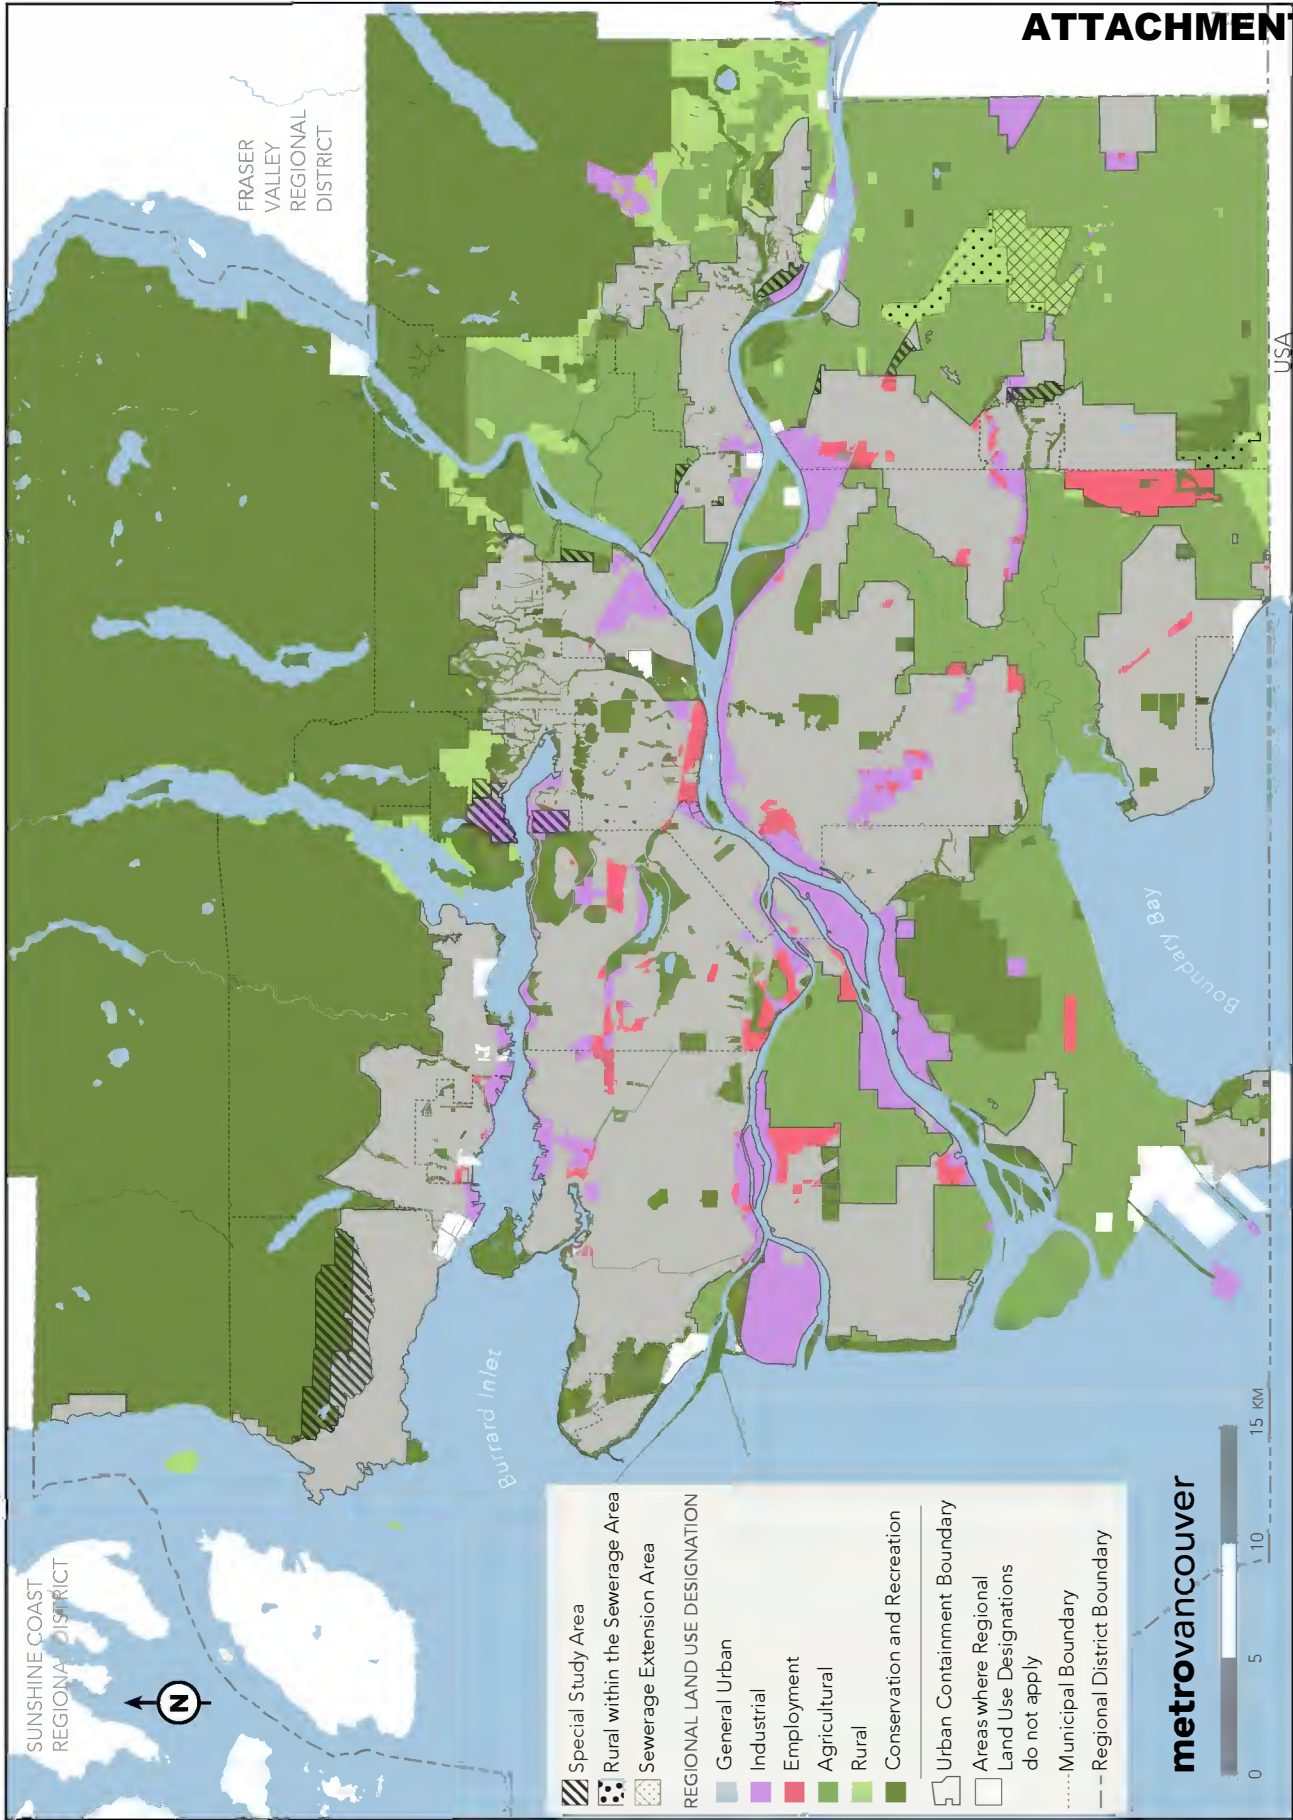 ATTACHMENT
FRASER
VALLEY
REGIONAL
DISTRICT
SUNSHINE COAST
REGIONAL DISTRICT
N
Burrard Inlet
Boundary Bay
USA
Special Study Area
Rural within the Sewerage Area
Sewerage Extension Area
REGIONAL LAND USE DESIGNATION
General Urban
Industrial
Employment
Agricultural
Rural
Conservation and Recreation
Urban Containment Boundary
Areas where Regional
Land Use Designations
do not apply
Municipal Boundary
Regional District Boundary
metrovancouver
0 5 10 15 KM